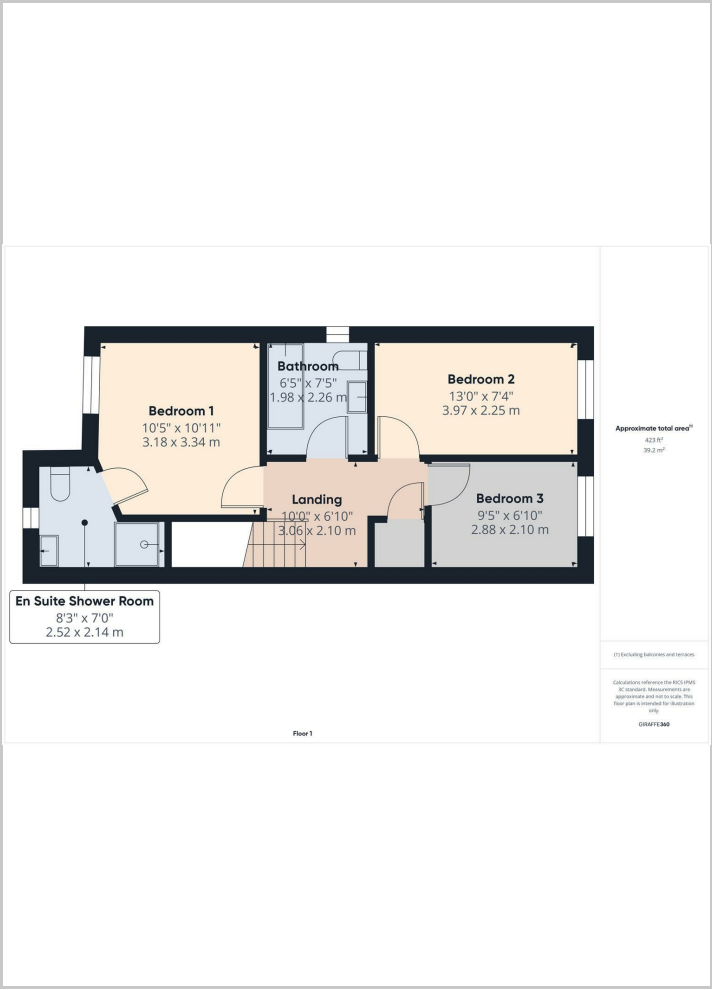 Bathroom
6'5" x 7'5"
1.98 x 2.26 m
Bedroom 2
13'0" x 7'4"
3.97 x 2.25 m
Bedroom 1
10'5" x 10'11"
3.18 x 3.34 m
Landing
10'0" x 6'10"
3.06 x 2.10 m
Bedroom 3
9'5" x 6'10"
2.88 x 2.10 m
En Suite Shower Room
8'3" x 7'0"
2.52 x 2.14 m
Floor 1
Approximate total area⁽¹⁾
423 ft²
39.2 m²
(1) Excluding balconies and terraces
Calculations reference the RICS IPMS
3C standard. Measurements are
approximate and not to scale. This
floor plan is intended for illustration
only.
GIRAFFE360